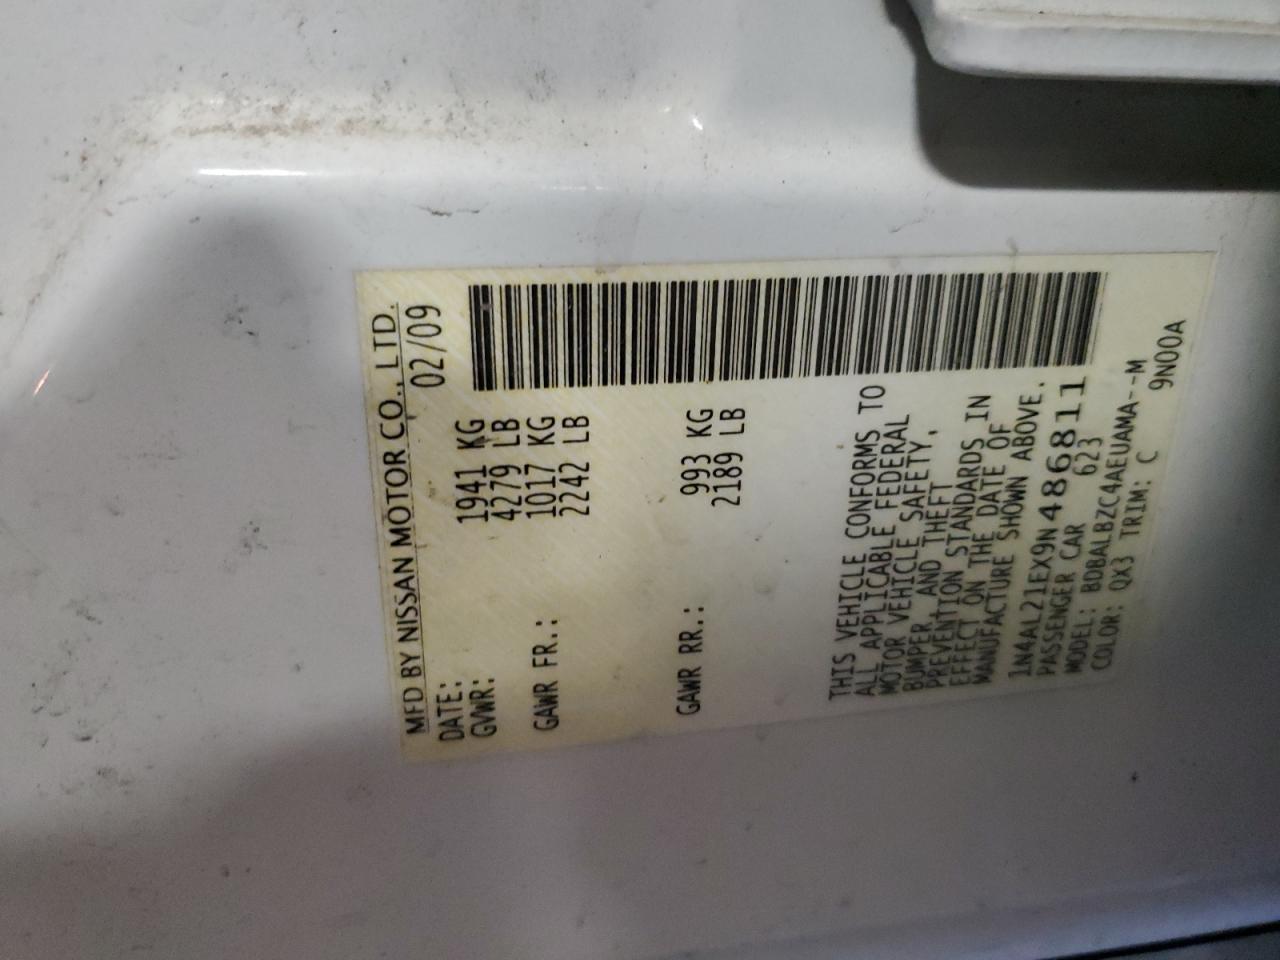 MFD BY NISSAN MOTOR CO., LTD.
DATE: 02/09
GVWR: 1941 KG
4279 LB
GAWR FR.: 1017 KG
2242 LB
GAWR RR.: 993 KG
2189 LB
THIS VEHICLE CONFORMS TO
ALL APPLICABLE FEDERAL
MOTOR VEHICLE SAFETY,
BUMPER, AND THEFT
PREVENTION STANDARDS IN
EFFECT ON THE DATE OF
MANUFACTURE SHOWN ABOVE.
1N4AL21EX9N486811
PASSENGER CAR 623
MODEL: BDBALBZC4AEUAMA--M
COLOR: QX3 TRIM: C 9N00A